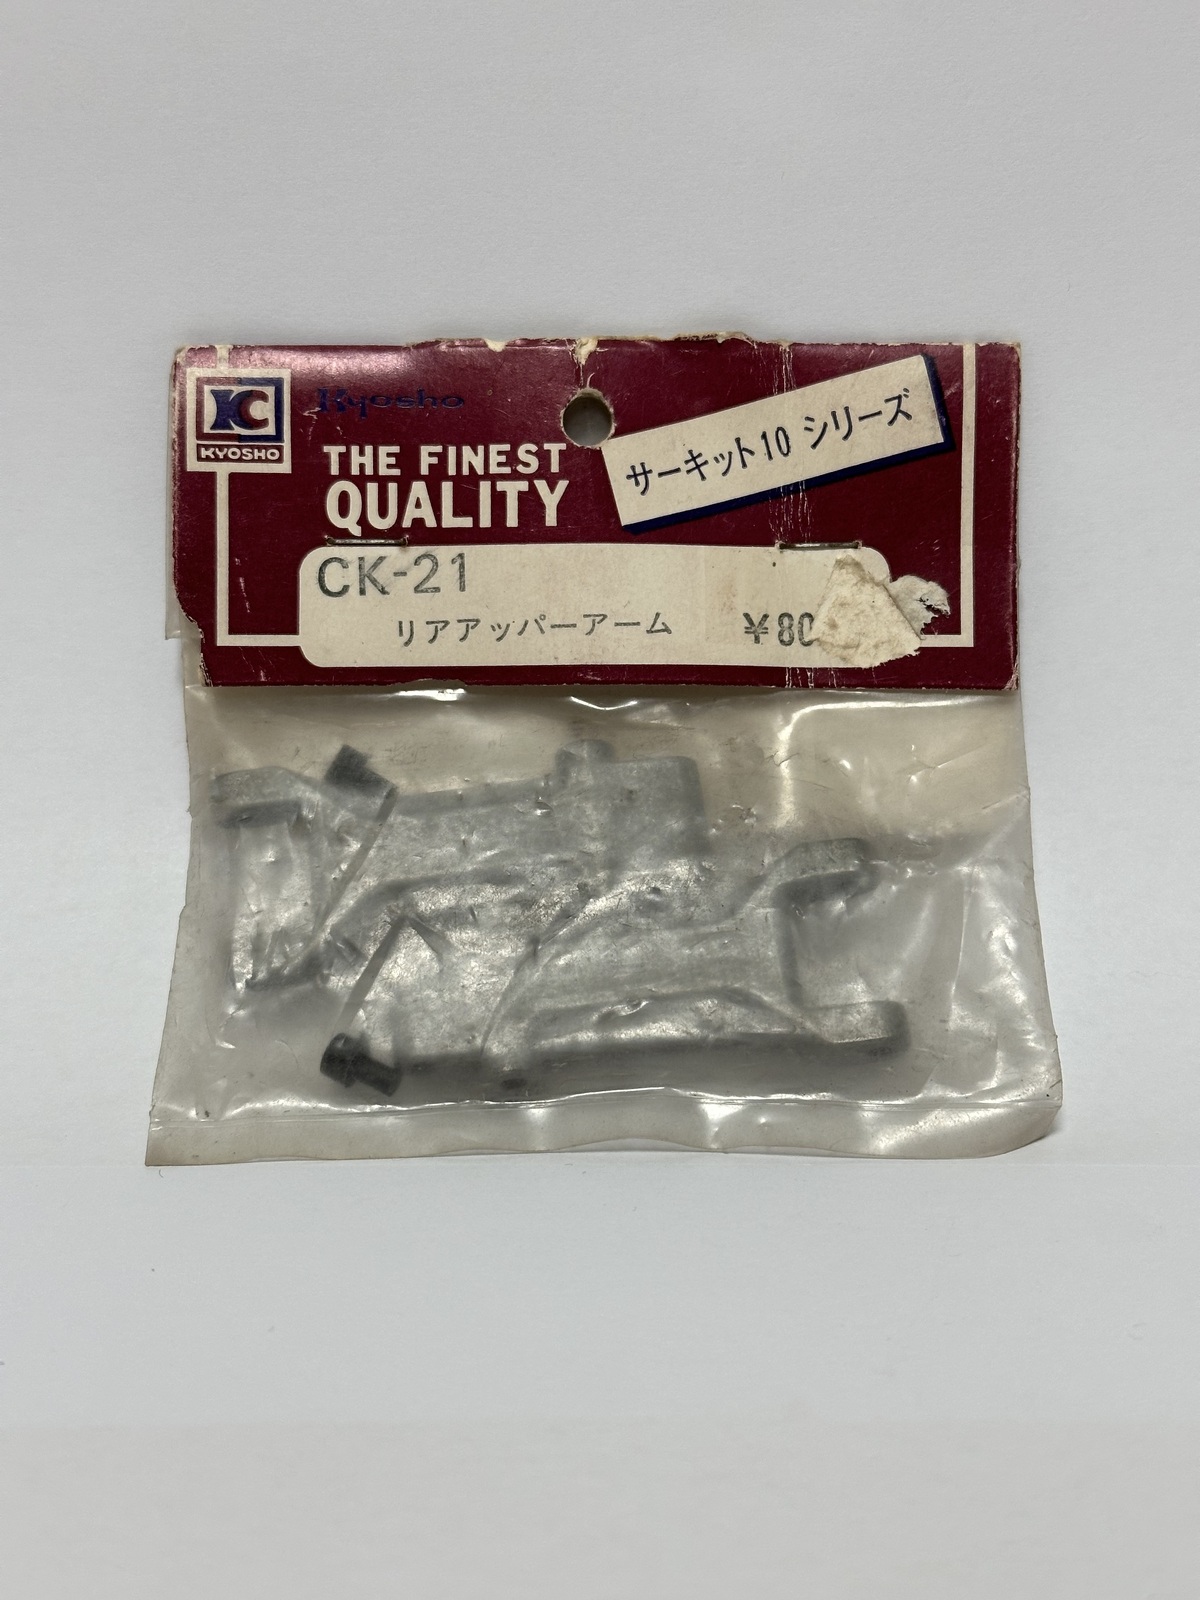 KC
KYOSHO
Kyosho
THE FINEST
QUALITY
サーキット10 シリーズ
CK-21
リアアッパーアーム
¥80